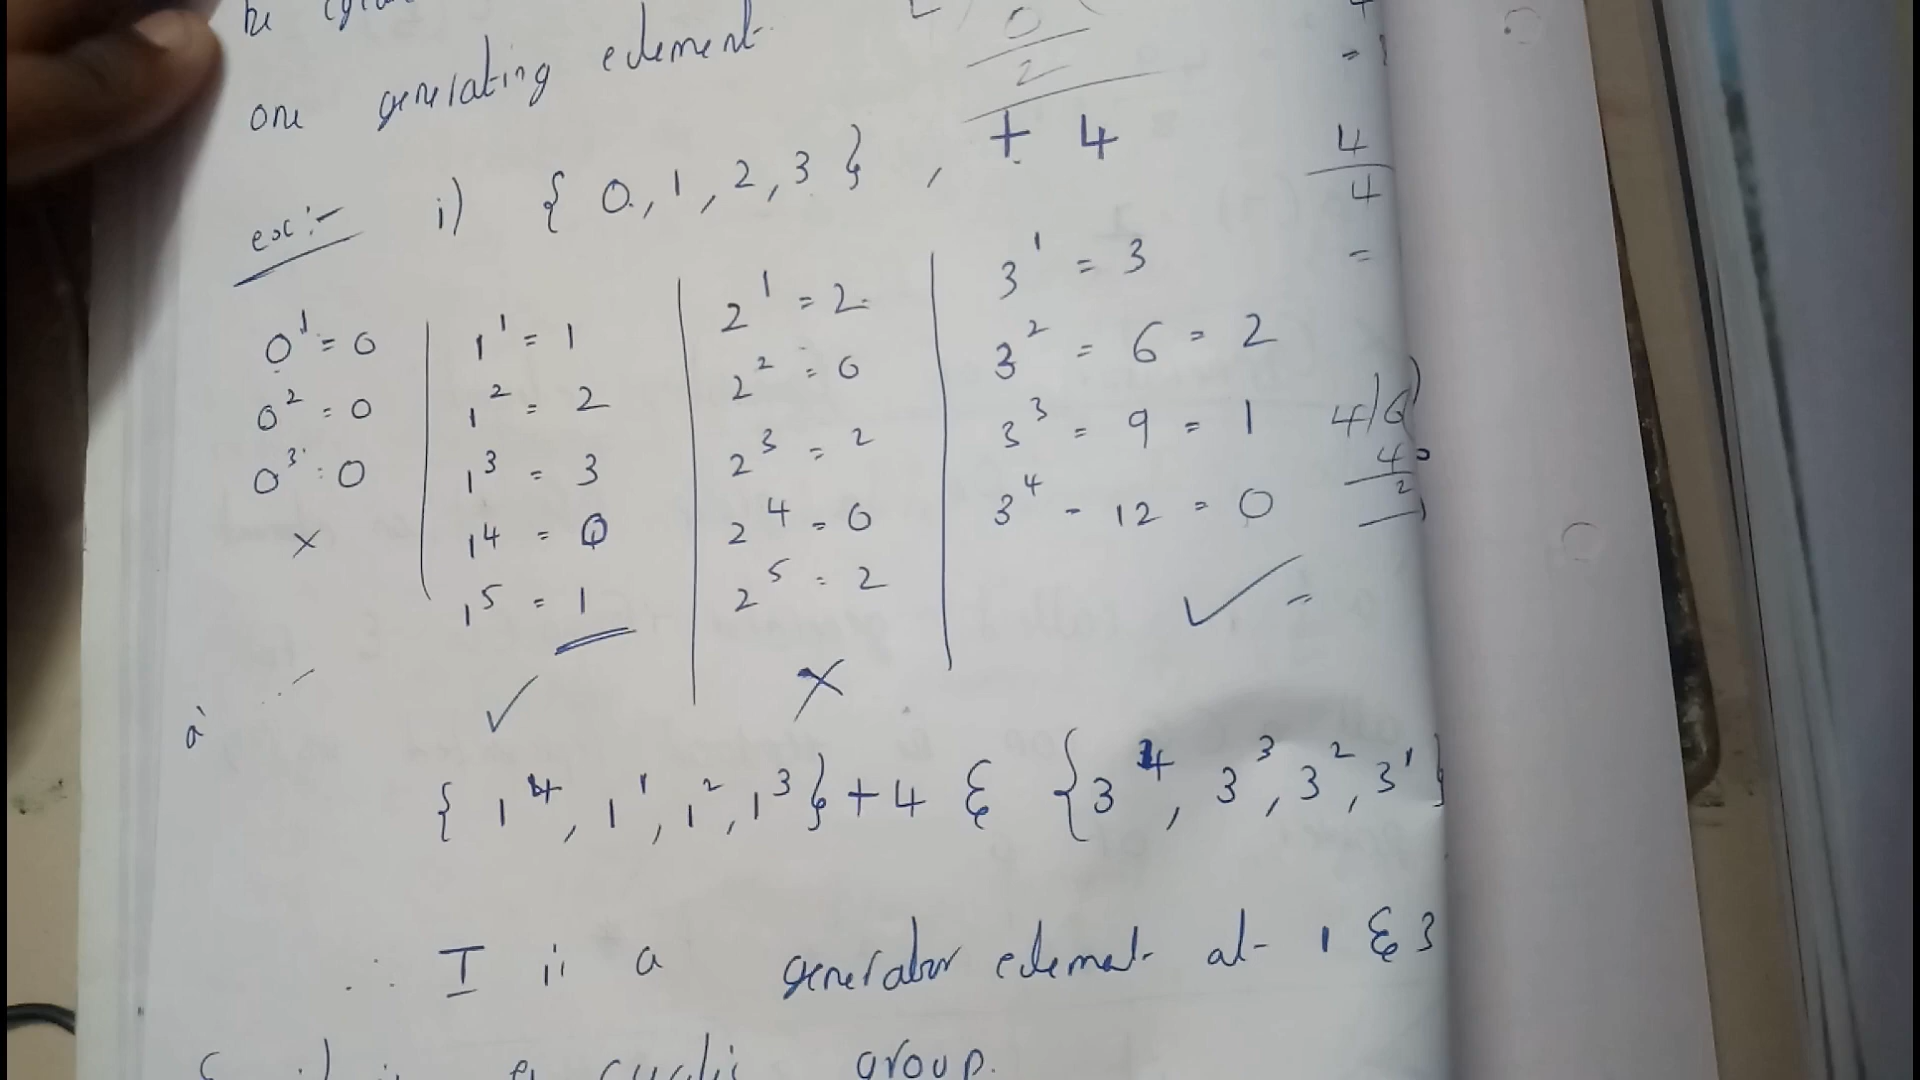 one generating element
0
2
ex:- i) { 0, 1, 2, 3 } , + 4
0¹ = 0
0² = 0
0³ = 0
×
1¹ = 1
1² = 2
1³ = 3
1⁴ = 0
1⁵ = 1
✓
2¹ = 2
2² = 0
2³ = 2
2⁴ = 0
2⁵ = 2
×
3¹ = 3
3² = 6 = 2
3³ = 9 = 1
3⁴ = 12 = 0
✓
4
4
=
4)6
4
2
{ 1⁴, 1¹, 1², 1³ } + 4 & { 3⁴, 3³, 3², 3¹ }
∴ I is a generator element at 1 & 3
group.